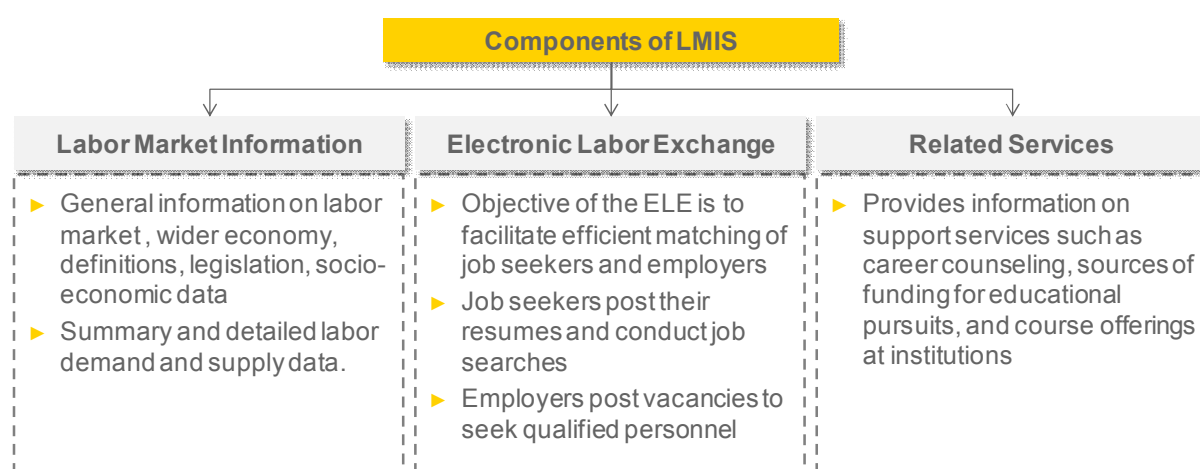 Components of LMIS
Labor Market Information
► General information on labor
market , wider economy,
definitions, legislation, socio-
economic data
► Summary and detailed labor
demand and supply data.
Electronic Labor Exchange
► Objective of the ELE is to
facilitate efficient matching of
job seekers and employers
► Job seekers post their
resumes and conduct job
searches
► Employers post vacancies to
seek qualified personnel
Related Services
► Provides information on
support services such as
career counseling, sources of
funding for educational
pursuits, and course offerings
at institutions